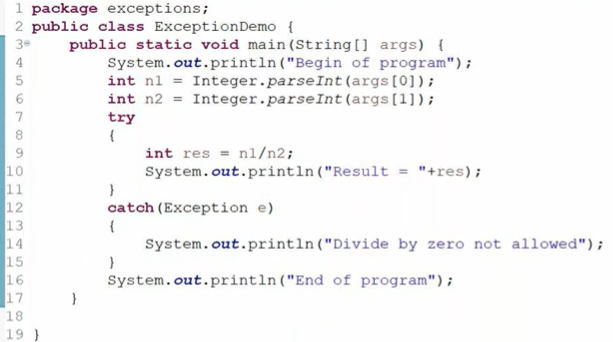 1 package exceptions;
2 public class ExceptionDemo {
3 public static void main(String[] args) {
4 System.out.println("Begin of program");
5 int n1 = Integer.parseInt(args[0]);
6 int n2 = Integer.parseInt(args[1]);
7 try
8 {
9 int res = n1/n2;
10 System.out.println("Result = "+res);
11 }
12 catch(Exception e)
13 {
14 System.out.println("Divide by zero not allowed");
15 }
16 System.out.println("End of program");
17 }
18
19 }